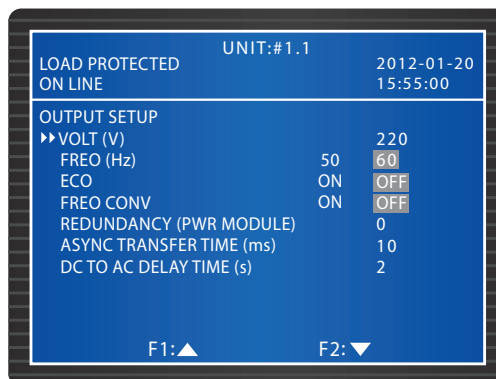 UNIT:#1.1
LOAD PROTECTED 2012-01-20
ON LINE 15:55:00
OUTPUT SETUP
VOLT (V) 220
FREO (Hz) 50 60
ECO ON OFF
FREO CONV ON OFF
REDUNDANCY (PWR MODULE) 0
ASYNC TRANSFER TIME (ms) 10
DC TO AC DELAY TIME (s) 2
F1:▲ F2:▼